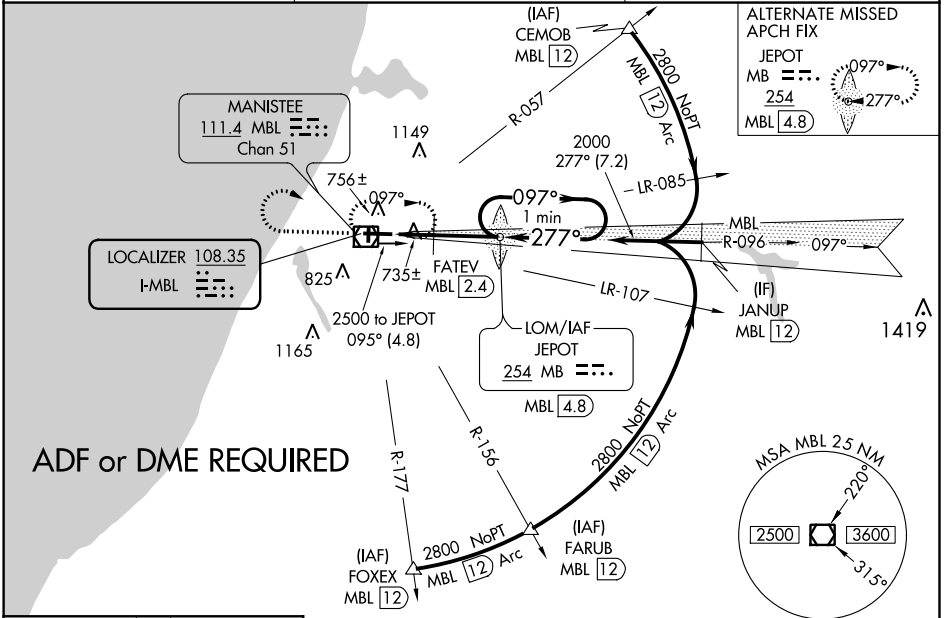 (IAF)
CEMOB
MBL 12
ALTERNATE MISSED
APCH FIX
JEPOT
MB
254
MBL 4.8
097°
277°
2800 NoPT
MBL 12 Arc
R-057
MANISTEE
111.4 MBL
Chan 51
1149
756±
097°
2000
277° (7.2)
LR-085
097°
1 min
277°
MBL
R-096
097°
LOCALIZER 108.35
I-MBL
825
735±
FATEV
MBL 2.4
LR-107
(IF)
JANUP
MBL 12
1419
2500 to JEPOT
095° (4.8)
1165
LOM/IAF
JEPOT
254 MB
MBL 4.8
ADF or DME REQUIRED
R-177
R-156
2800 NoPT
MBL 12 Arc
MSA MBL 25 NM
220°
2500
3600
315°
(IAF)
FOXEX
MBL 12
2800 NoPT
MBL 12 Arc
(IAF)
FARUB
MBL 12